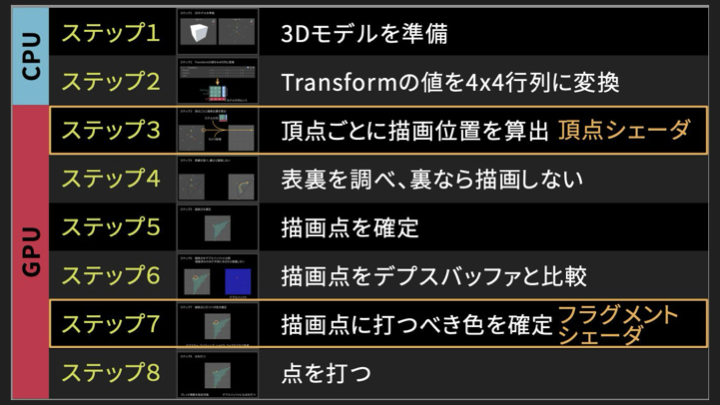 CPU
ステップ1
3Dモデルを準備
ステップ2
Transformの値を4x4行列に変換
GPU
ステップ3
頂点ごとに描画位置を算出 頂点シェーダ
ステップ4
表裏を調べ、裏なら描画しない
ステップ5
描画点を確定
ステップ6
描画点をデプスバッファと比較
ステップ7
描画点に打つべき色を確定
フラグメント
シェーダ
ステップ8
点を打つ